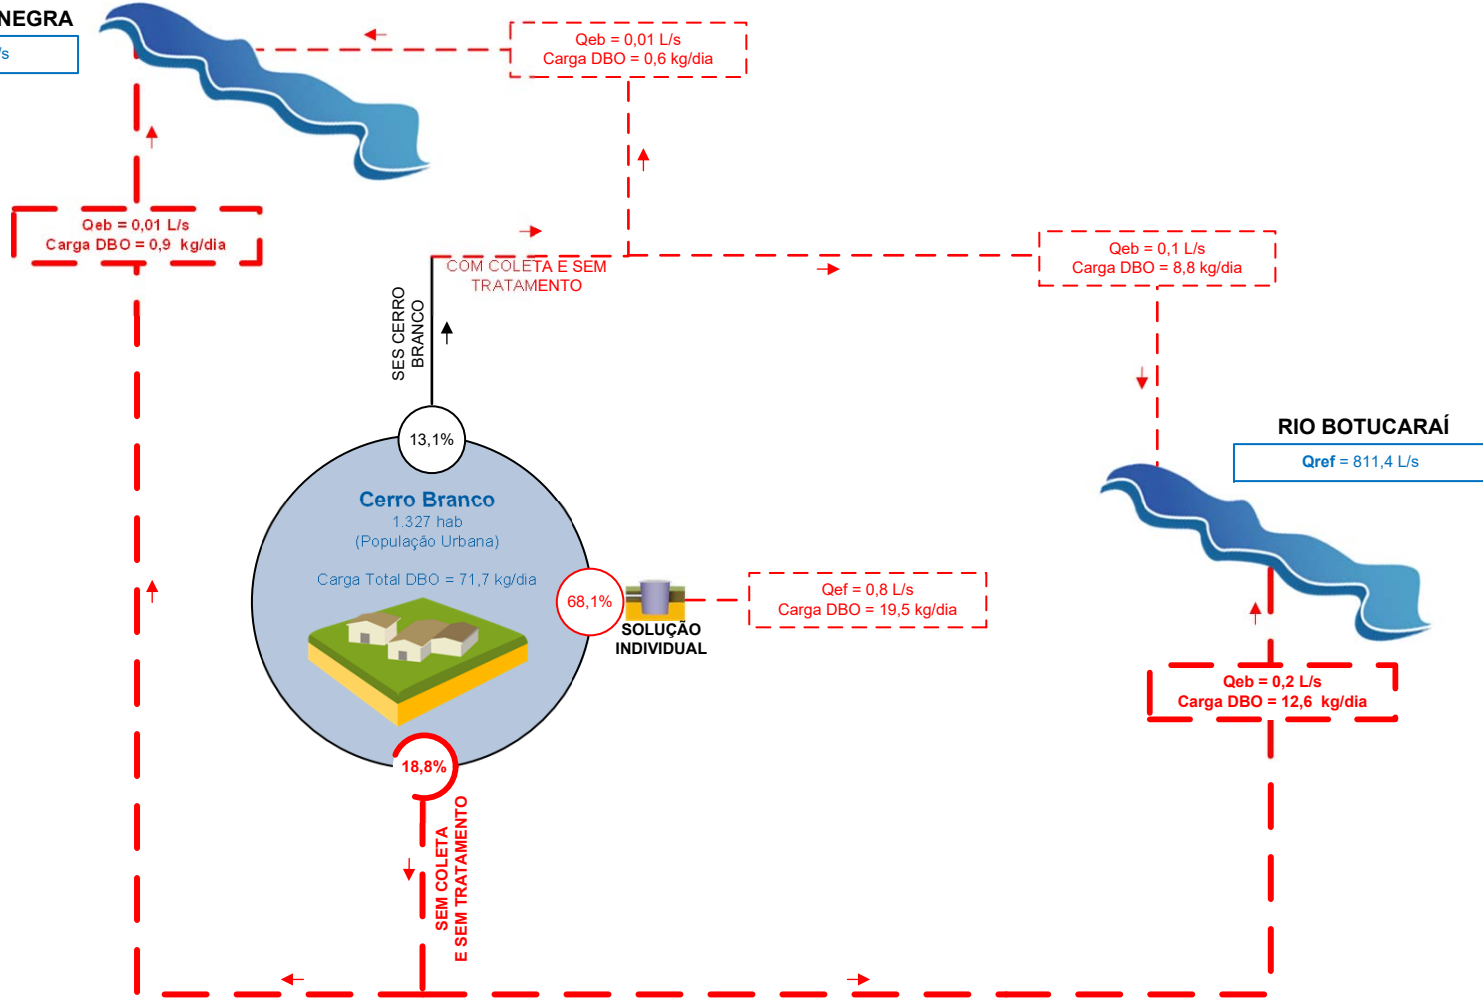 NEGRA
/s
Qeb = 0,01 L/s
Carga DBO = 0,6 kg/dia
Qeb = 0,01 L/s
Carga DBO = 0,9 kg/dia
COM COLETA E SEM
TRATAMENTO
Qeb = 0,1 L/s
Carga DBO = 8,8 kg/dia
SES CERRO
BRANCO
RIO BOTUCARAÍ
Qref = 811,4 L/s
13,1%
Cerro Branco
1.327 hab
(População Urbana)
Carga Total DBO = 71,7 kg/dia
68,1%
SOLUÇÃO
INDIVIDUAL
Qef = 0,8 L/s
Carga DBO = 19,5 kg/dia
Qeb = 0,2 L/s
Carga DBO = 12,6 kg/dia
18,8%
SEM COLETA
E SEM TRATAMENTO